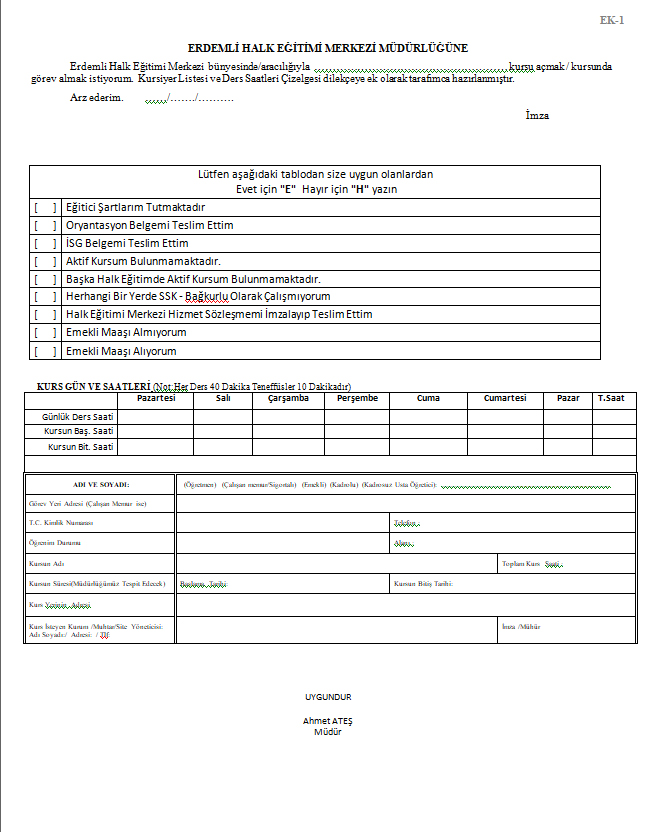 EK-1
ERDEMLİ HALK EĞİTİMİ MERKEZİ MÜDÜRLÜĞÜNE
Erdemli Halk Eğitimi Merkezi bünyesinde/aracılığıyla ........................................ kursu açmak / kursunda
görev almak istiyorum. Kursiyer Listesi ve Ders Saatleri Çizelgesi dilekçeye ek olarak tarafımca hazırlanmıştır.
Arz ederim. ....../......./..........
İmza
Lütfen aşağıdaki tablodan size uygun olanlardan
Evet için "E" Hayır için "H" yazın
[ ] Eğitici Şartlarım Tutmaktadır
[ ] Oryantasyon Belgemi Teslim Ettim
[ ] İSG Belgemi Teslim Ettim
[ ] Aktif Kursum Bulunmamaktadır.
[ ] Başka Halk Eğitimde Aktif Kursum Bulunmamaktadır.
[ ] Herhangi Bir Yerde SSK - Bağkurlu Olarak Çalışmıyorum
[ ] Halk Eğitimi Merkezi Hizmet Sözleşmemi İmzalayıp Teslim Ettim
[ ] Emekli Maaşı Almıyorum
[ ] Emekli Maaşı Alıyorum
KURS GÜN VE SAATLERİ (Not:Her Ders 40 Dakika Teneffüsler 10 Dakikadır)
Pazartesi Salı Çarşamba Perşembe Cuma Cumartesi Pazar T.Saat
Günlük Ders Saati
Kursun Baş. Saati
Kursun Bit. Saati
ADI VE SOYADI: (Öğretmen) (Çalışan memur/Sigortalı) (Emekli) (Kadrolu) (Kadrosuz Usta Öğretici): ........................................
Görev Yeri Adresi (Çalışan Memur ise)
T.C. Kimlik Numarası Telefon
Öğrenim Durumu Alanı
Kursun Adı Toplam Kurs Saati
Kursun Süresi(Müdürlüğümüz Tespit Edecek) Başlama Tarihi: Kursun Bitiş Tarihi:
Kurs Yerinin Adresi
Kurs İsteyen Kurum /Muhtar/Site Yöneticisi: İmza /Mühür
Adı Soyadı:/ Adresi: / Tlf:
UYGUNDUR
Ahmet ATEŞ
Müdür